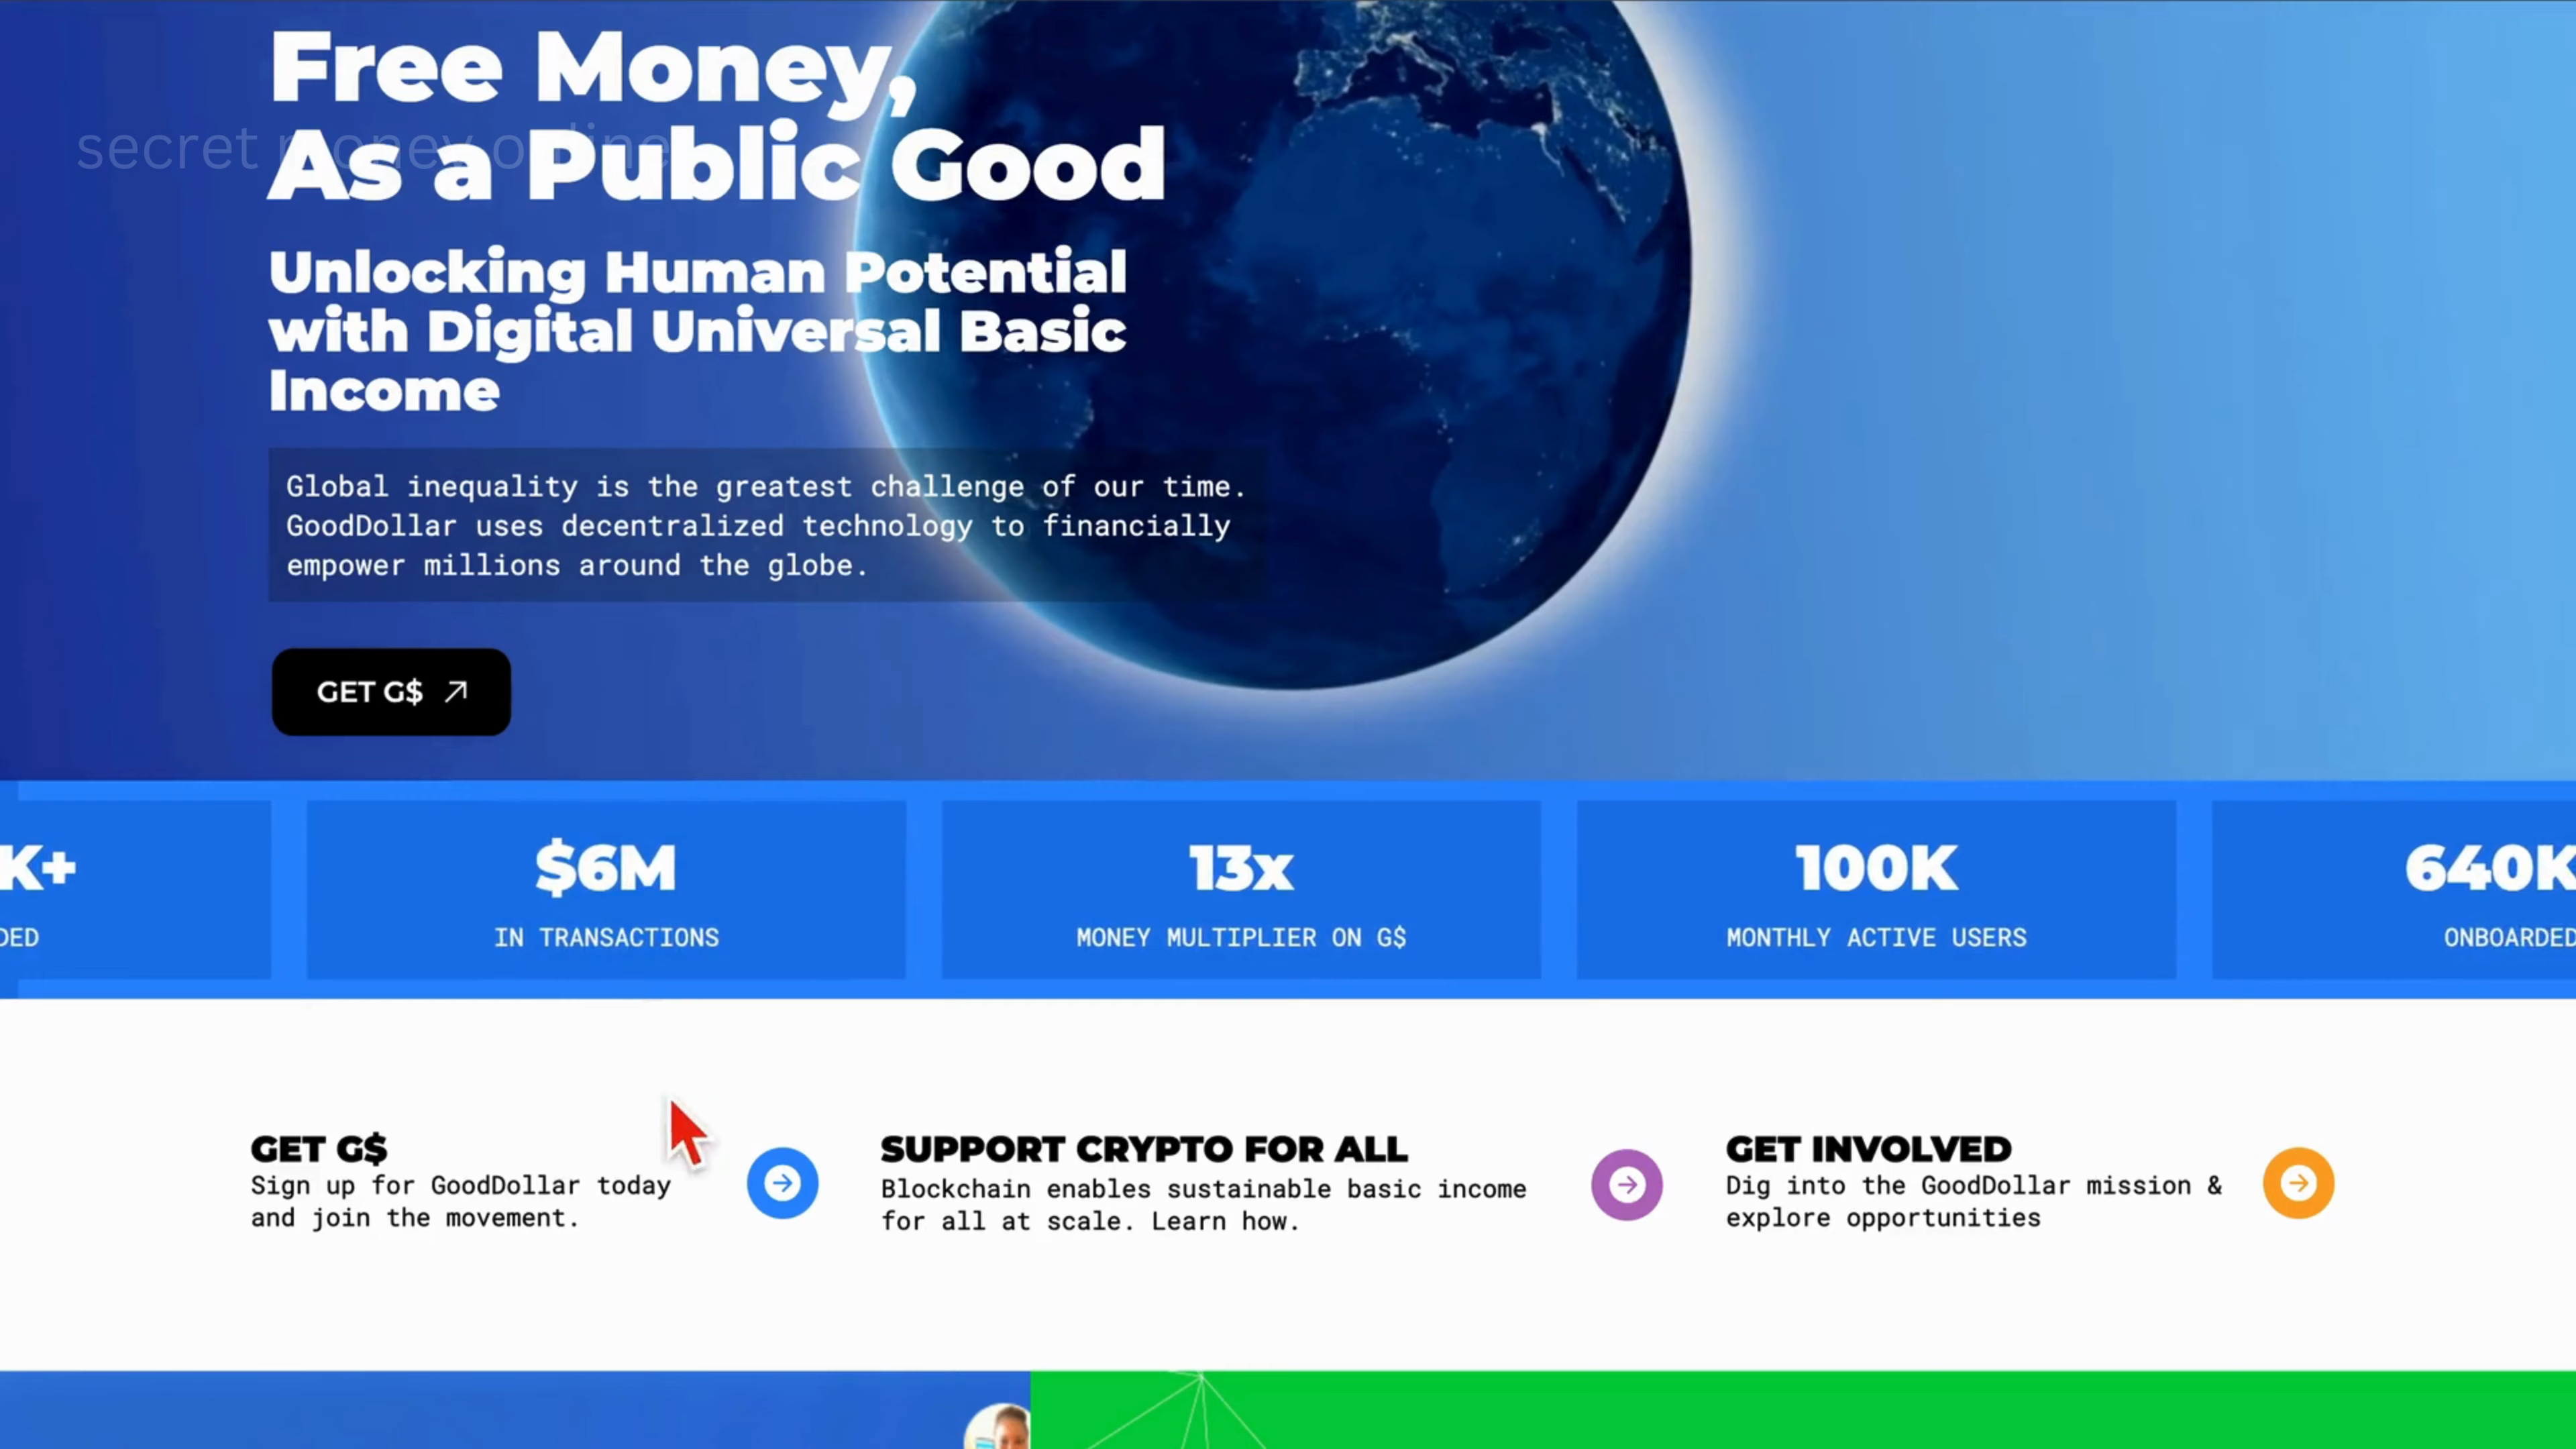 Free Money,
secret money online
As a Public Good
Unlocking Human Potential
with Digital Universal Basic
Income
Global inequality is the greatest challenge of our time.
GoodDollar uses decentralized technology to financially
empower millions around the globe.
GET G$
K+
DED
$6M
IN TRANSACTIONS
13x
MONEY MULTIPLIER ON G$
100K
MONTHLY ACTIVE USERS
640K
ONBOARDED
GET G$
Sign up for GoodDollar today
and join the movement.
SUPPORT CRYPTO FOR ALL
Blockchain enables sustainable basic income
for all at scale. Learn how.
GET INVOLVED
Dig into the GoodDollar mission &
explore opportunities